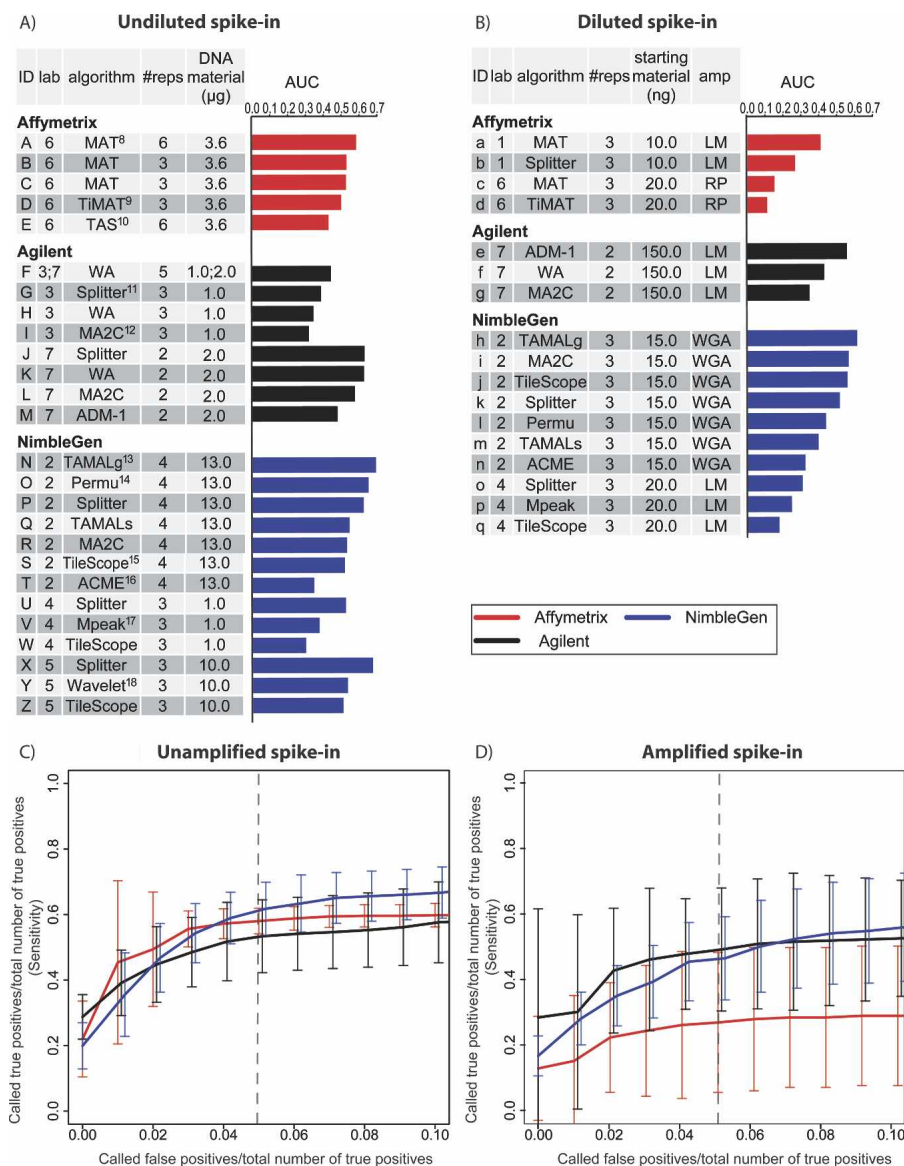 A) Undiluted spike-in
ID lab algorithm #reps DNA material (µg) AUC
0.0 0.1 0.2 0.3 0.4 0.5 0.6 0.7
Affymetrix
A 6 MAT⁸ 6 3.6
B 6 MAT 3 3.6
C 6 MAT 3 3.6
D 6 TiMAT⁹ 3 3.6
E 6 TAS¹⁰ 6 3.6
Agilent
F 3;7 WA 5 1.0;2.0
G 3 Splitter¹¹ 3 1.0
H 3 WA 3 1.0
I 3 MA2C¹² 3 1.0
J 7 Splitter 2 2.0
K 7 WA 2 2.0
L 7 MA2C 2 2.0
M 7 ADM-1 2 2.0
NimbleGen
N 2 TAMALg¹³ 4 13.0
O 2 Permu¹⁴ 4 13.0
P 2 Splitter 4 13.0
Q 2 TAMALs 4 13.0
R 2 MA2C 4 13.0
S 2 TileScope¹⁵ 4 13.0
T 2 ACME¹⁶ 4 13.0
U 4 Splitter 3 1.0
V 4 Mpeak¹⁷ 3 1.0
W 4 TileScope 3 1.0
X 5 Splitter 3 10.0
Y 5 Wavelet¹⁸ 3 10.0
Z 5 TileScope 3 10.0
B) Diluted spike-in
ID lab algorithm #reps starting material (ng) amp AUC
0.0 0.1 0.2 0.3 0.4 0.5 0.6 0.7
Affymetrix
a 1 MAT 3 10.0 LM
b 1 Splitter 3 10.0 LM
c 6 MAT 3 20.0 RP
d 6 TiMAT 3 20.0 RP
Agilent
e 7 ADM-1 2 150.0 LM
f 7 WA 2 150.0 LM
g 7 MA2C 2 150.0 LM
NimbleGen
h 2 TAMALg 3 15.0 WGA
i 2 MA2C 3 15.0 WGA
j 2 TileScope 3 15.0 WGA
k 2 Splitter 3 15.0 WGA
l 2 Permu 3 15.0 WGA
m 2 TAMALs 3 15.0 WGA
n 2 ACME 3 15.0 WGA
o 4 Splitter 3 20.0 LM
p 4 Mpeak 3 20.0 LM
q 4 TileScope 3 20.0 LM
Affymetrix NimbleGen
Agilent
C) Unamplified spike-in
Called true positives/total number of true positives
(Sensitivity)
1.0
0.8
0.6
0.4
0.2
0.0
0.00 0.02 0.04 0.06 0.08 0.10
Called false positives/total number of true positives
D) Amplified spike-in
Called true positives/total number of true positives
(Sensitivity)
1.0
0.8
0.6
0.4
0.2
0.0
0.00 0.02 0.04 0.06 0.08 0.10
Called false positives/total number of true positives